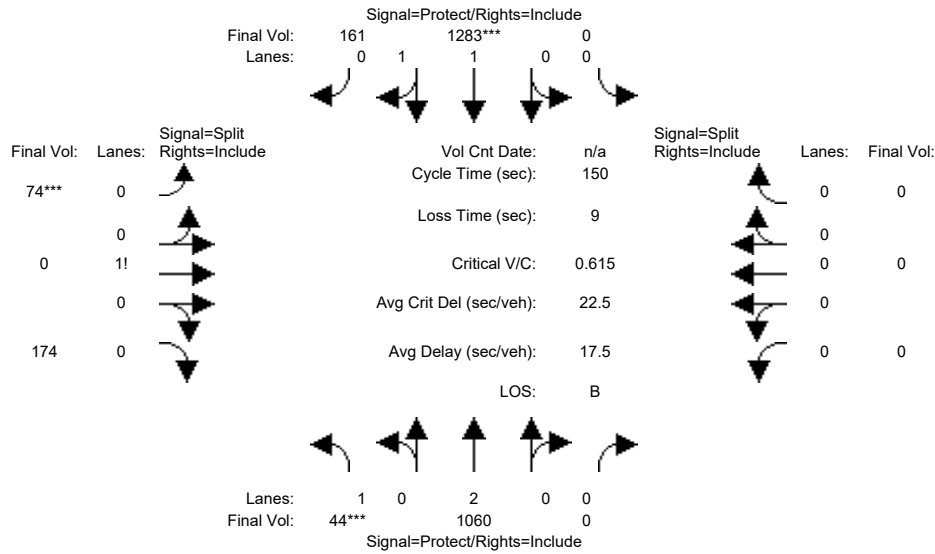 Signal=Protect/Rights=Include
Final Vol: 161 1283*** 0
Lanes: 0 1 1 0 0
Signal=Split
Final Vol: Lanes: Rights=Include
Vol Cnt Date: n/a
Signal=Split
Rights=Include Lanes: Final Vol:
Cycle Time (sec): 150
74*** 0
0 0
Loss Time (sec): 9
0
0
0 1!
Critical V/C: 0.615
0 0
0
Avg Crit Del (sec/veh): 22.5
0
174 0
Avg Delay (sec/veh): 17.5
0 0
LOS: B
Lanes: 1 0 2 0 0
Final Vol: 44*** 1060 0
Signal=Protect/Rights=Include